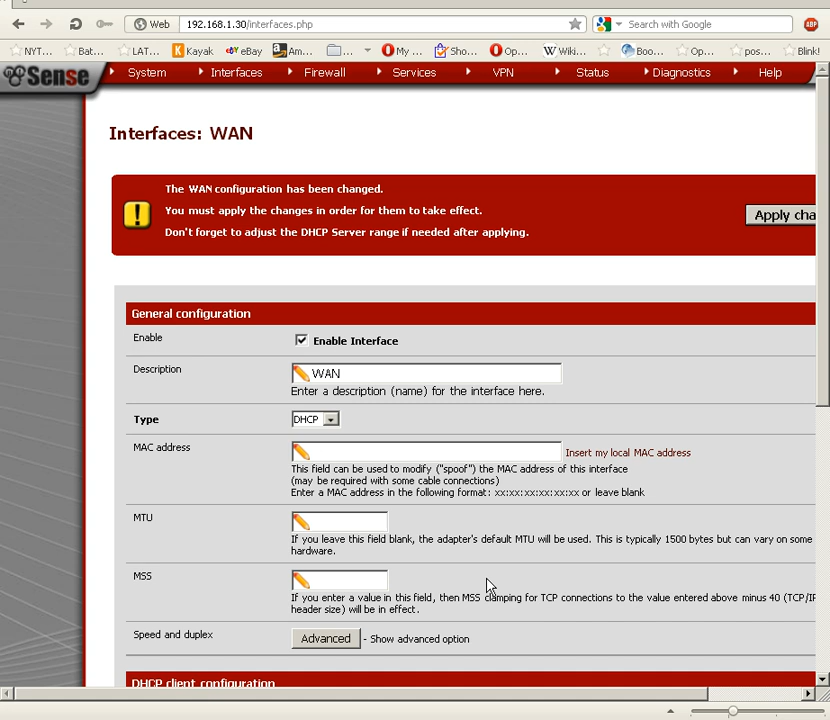 Web
192.168.1.30/interfaces.php
Search with Google
ABP
NYT...
Bat...
LAT...
K Kayak
eBay
Am...
...
My ...
Sho...
Op...
W Wiki...
Boo...
Op...
pos...
Blink!
Sense
System
Interfaces
Firewall
Services
VPN
Status
Diagnostics
Help
Interfaces: WAN
The WAN configuration has been changed.
You must apply the changes in order for them to take effect.
Don't forget to adjust the DHCP Server range if needed after applying.
Apply cha
General configuration
Enable
Enable Interface
Description
WAN
Enter a description (name) for the interface here.
Type
DHCP
MAC address
Insert my local MAC address
This field can be used to modify ("spoof") the MAC address of this interface
(may be required with some cable connections)
Enter a MAC address in the following format: xx:xx:xx:xx:xx:xx or leave blank
MTU
If you leave this field blank, the adapter's default MTU will be used. This is typically 1500 bytes but can vary on some
hardware.
MSS
If you enter a value in this field, then MSS clamping for TCP connections to the value entered above minus 40 (TCP/IP
header size) will be in effect.
Speed and duplex
Advanced
- Show advanced option
DHCP client configuration